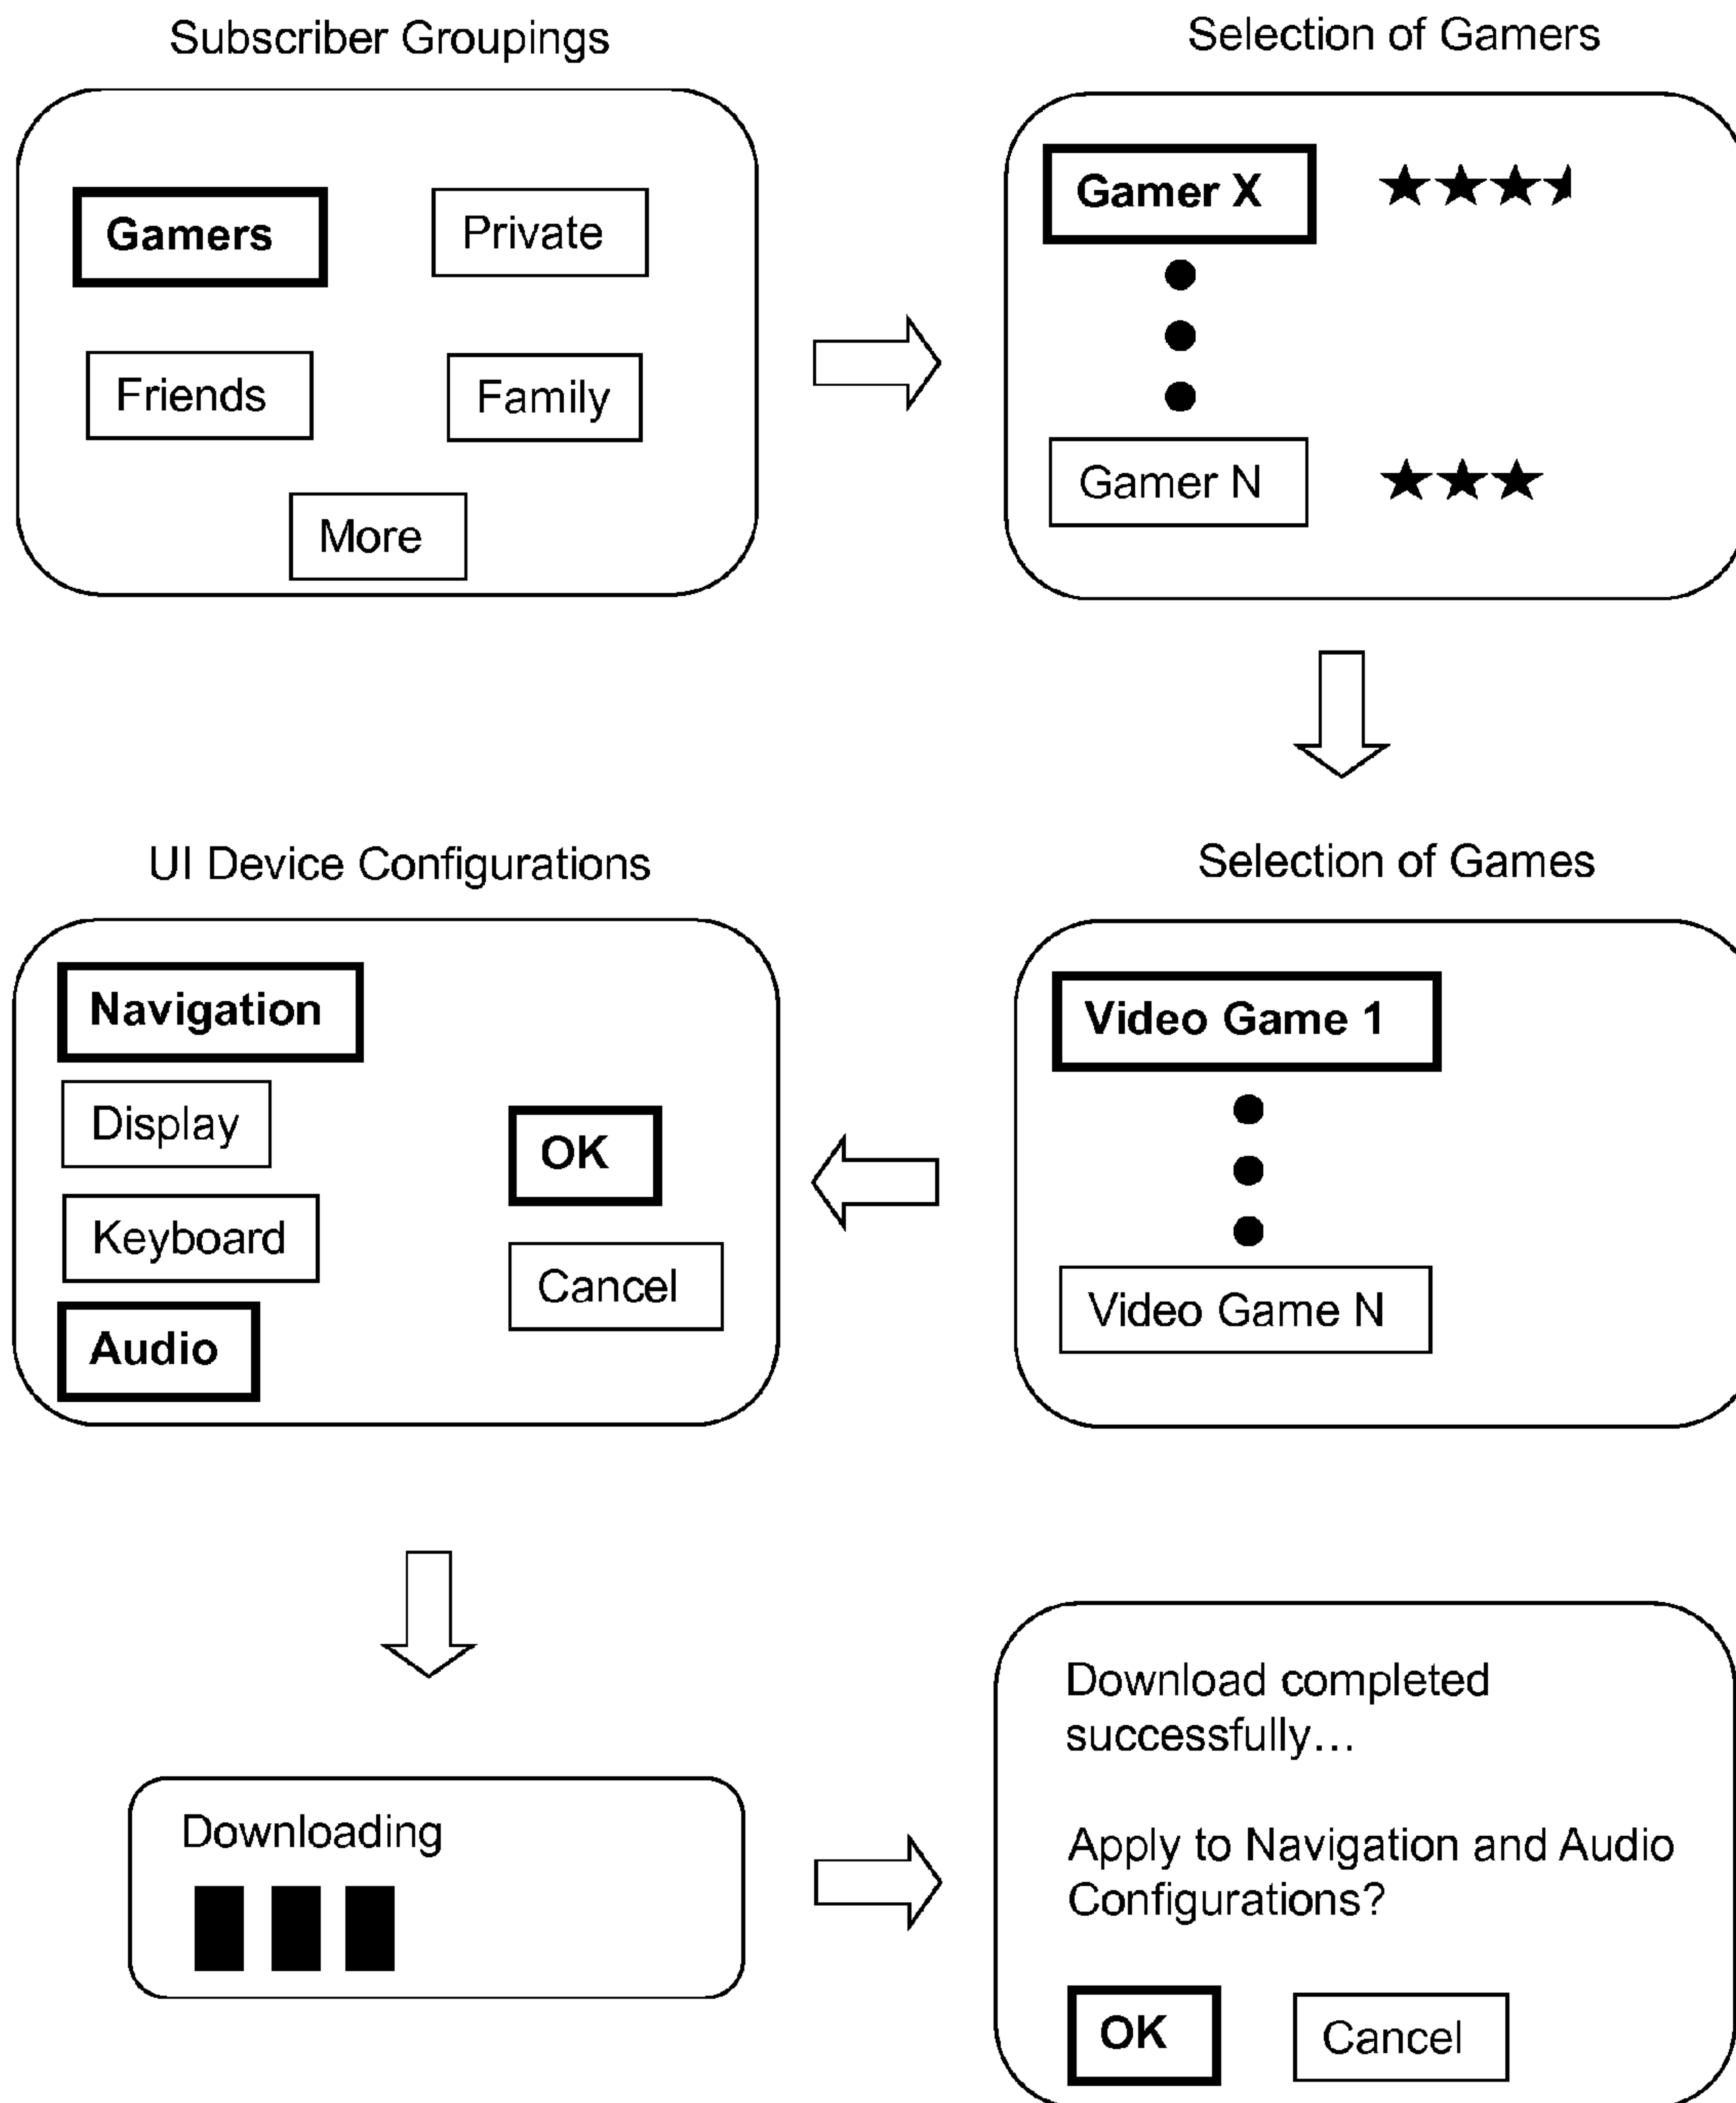 Subscriber Groupings
Gamers
Private
Friends
Family
More
Selection of Gamers
Gamer X
Gamer N
Selection of Games
Video Game 1
Video Game N
UI Device Configurations
Navigation
Display
Keyboard
Audio
OK
Cancel
Downloading
Download completed
successfully…
Apply to Navigation and Audio
Configurations?
OK
Cancel